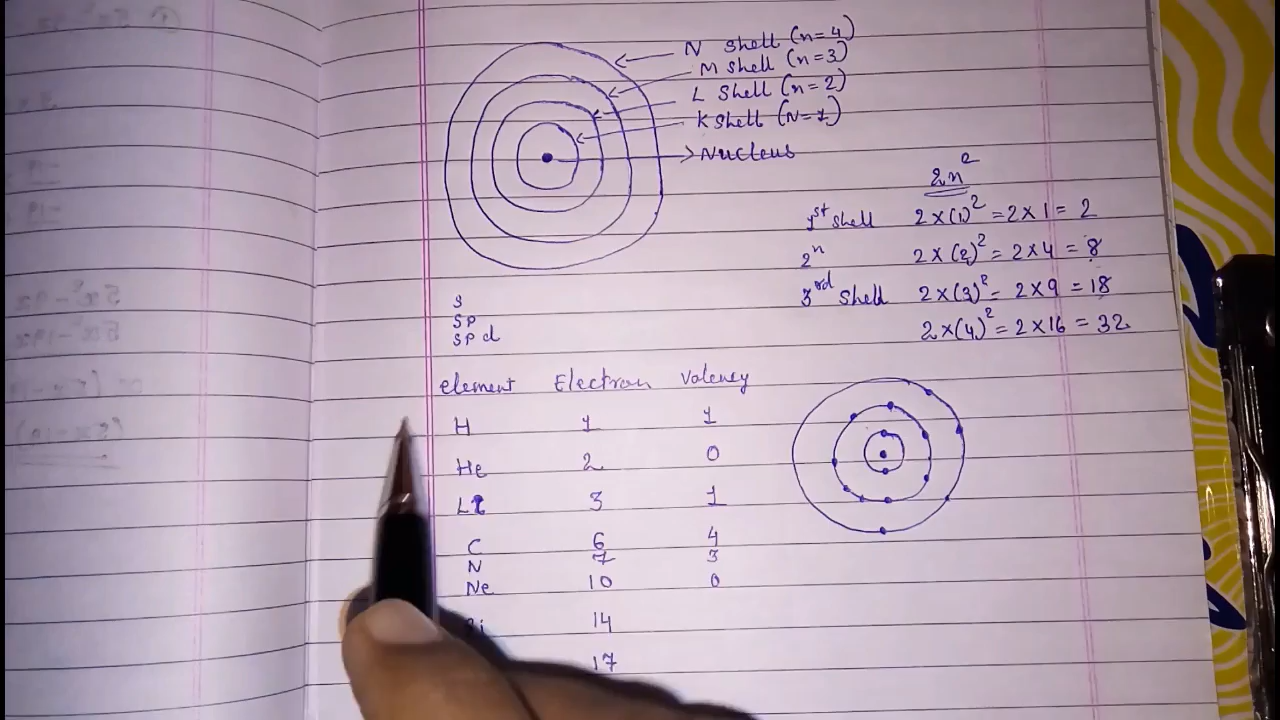 N shell (n=4)
M shell (n=3)
L shell (n=2)
K shell (N=1)
Nucleus
2n²
1st shell 2×(1)² = 2×1 = 2
2n 2×(2)² = 2×4 = 8
3rd shell 2×(3)² = 2×9 = 18
2×(4)² = 2×16 = 32
s
sp
spd
element Electron Valency
H 1 1
He 2 0
Li 3 1
C 6 4
N 7 3
Ne 10 0
14
17